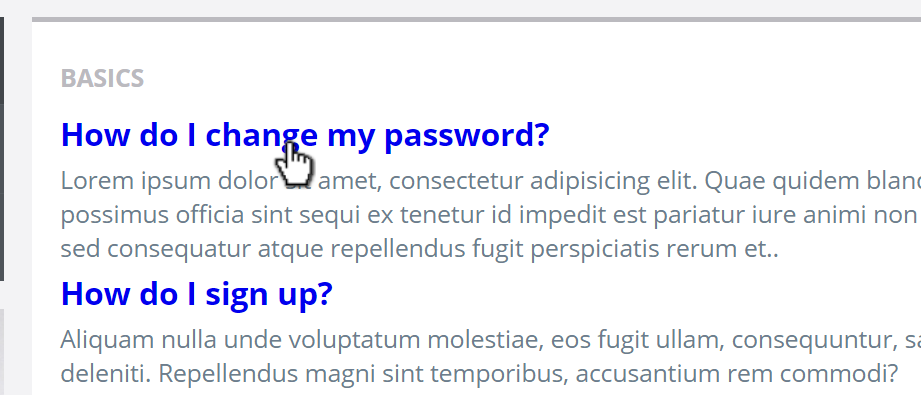 BASICS
How do I change my password?
Lorem ipsum dolor amet, consectetur adipisicing elit. Quae quidem
possimus officia sint sequi ex tenetur id impedit est pariatur iure animi non
sed consequatur atque repellendus fugit perspiciatis rerum et..
How do I sign up?
Aliquam nulla unde voluptatum molestiae, eos fugit ullam, consequuntur,
deleniti. Repellendus magni sint temporibus, accusantium rem commodi?